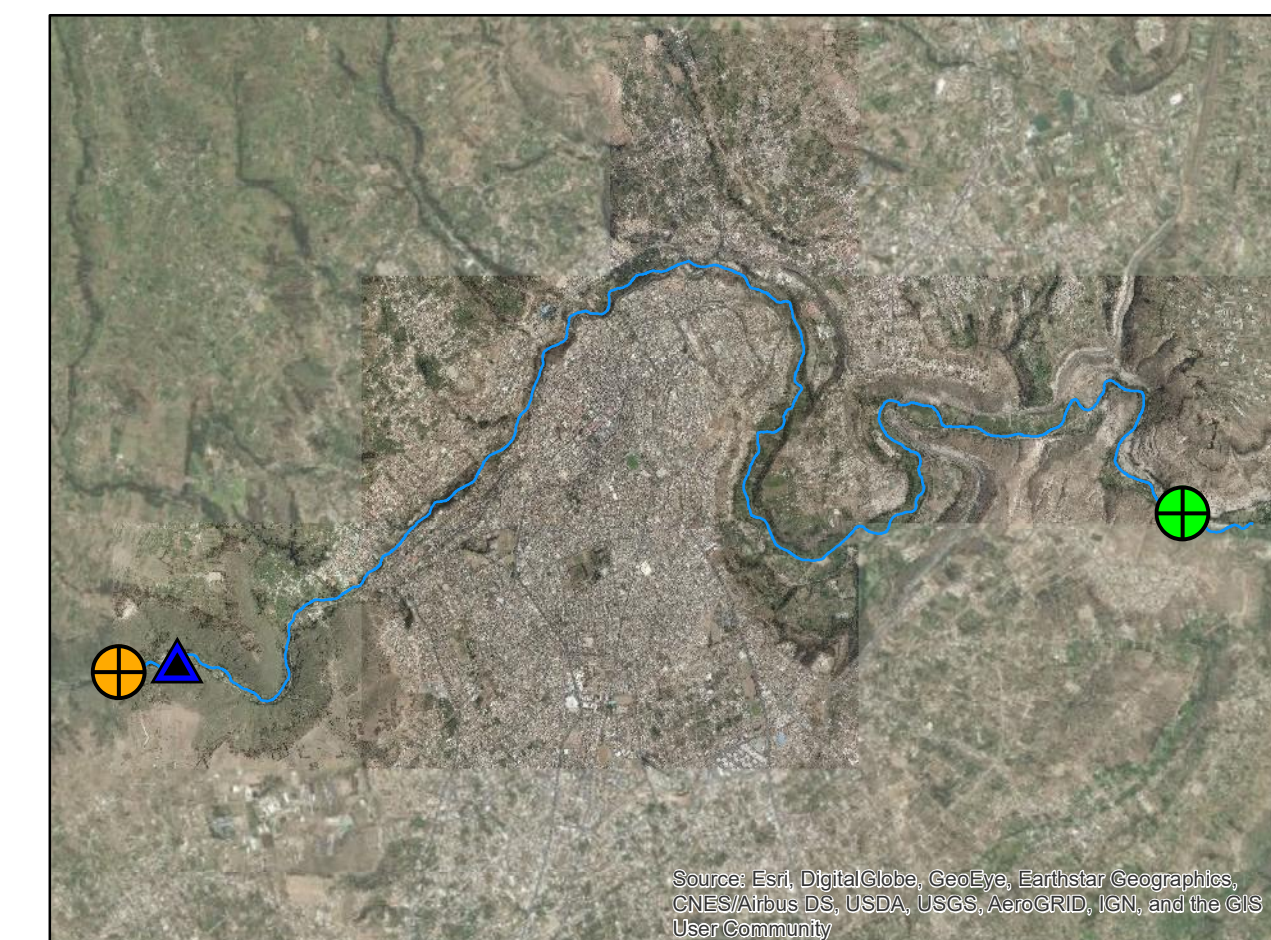 Source: Esri, DigitalGlobe, GeoEye, Earthstar Geographics,
CNES/Airbus DS, USDA, USGS, AeroGRID, IGN, and the GIS
User Community